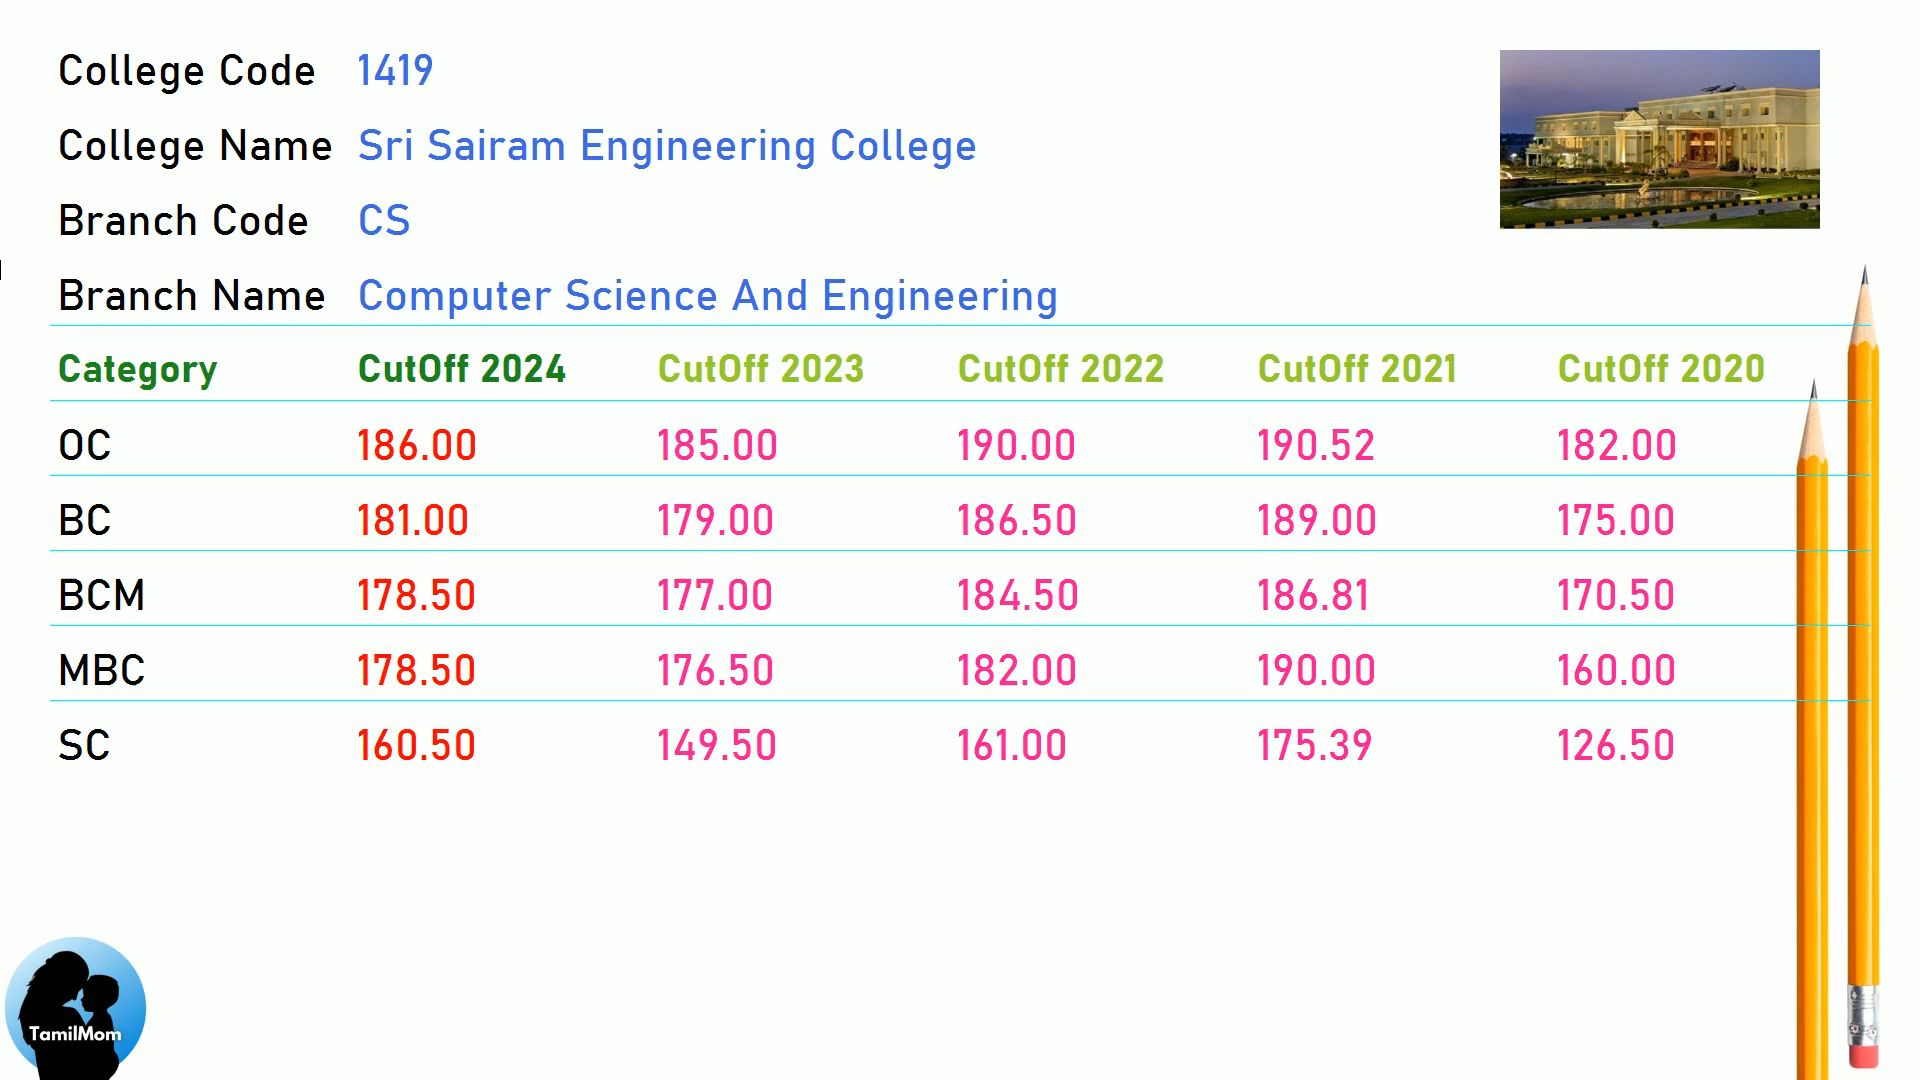 College Code 1419
College Name Sri Sairam Engineering College
Branch Code CS
Branch Name Computer Science And Engineering
Category CutOff 2024 CutOff 2023 CutOff 2022 CutOff 2021 CutOff 2020
OC 186.00 185.00 190.00 190.52 182.00
BC 181.00 179.00 186.50 189.00 175.00
BCM 178.50 177.00 184.50 186.81 170.50
MBC 178.50 176.50 182.00 190.00 160.00
SC 160.50 149.50 161.00 175.39 126.50
TamilMom